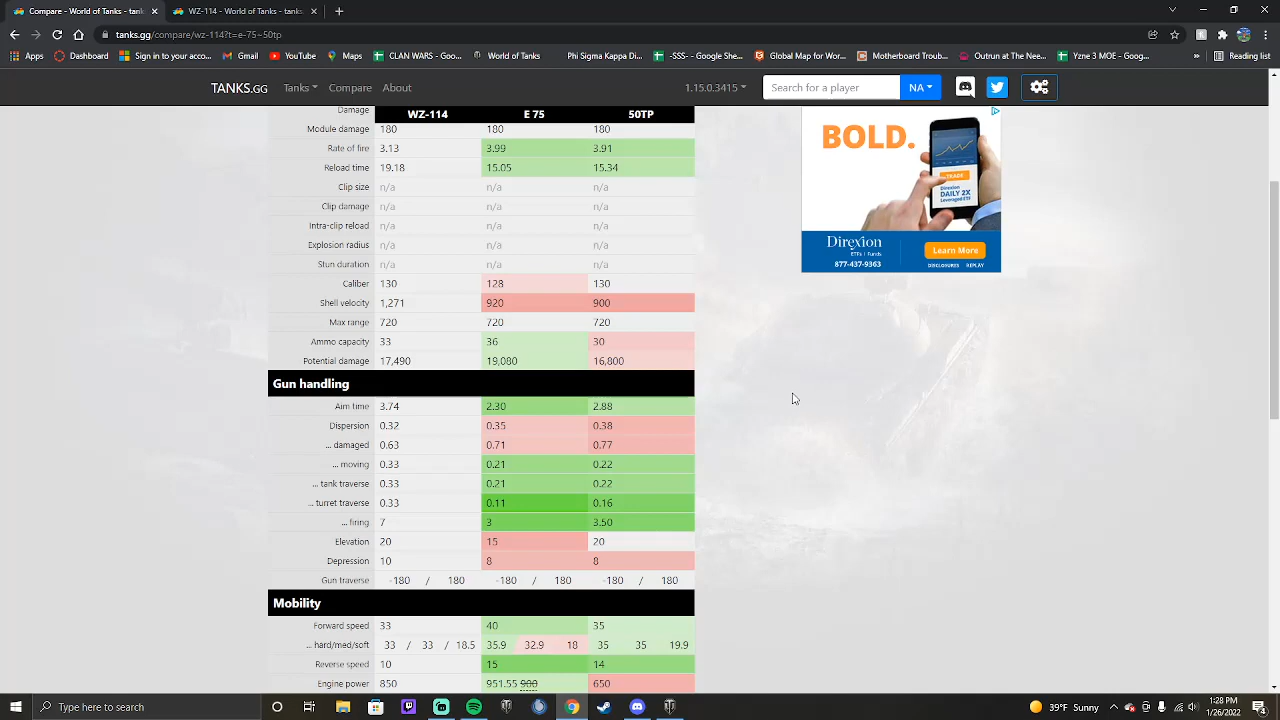 Compare - Tanks - tank
WZ-114 - World of Tanks - tanks.g
tanks.gg/compare/wz-114?t=e-75~50tp
Apps Dashboard Sign in to your acco... Gmail YouTube Maps CLAN WARS - Goo... World of Tanks Phi Sigma Kappa Di... -SSS- - Google She... Global Map - World... Motherboard Troub... Outrun at The Nee... Yzne 3 MOE - Goog... » Reading list
TANKS.GG Tanks Compare About 1.15.0.3415 Search for a player NA
Damage WZ-114 E 75 50TP
Module damage 180 180 180
Rate of fire 3.13 3.99 3.91
Reload time 19.18 15.05 15.34
Clip size n/a n/a n/a
Clip damage n/a n/a n/a
Intra-clip reload n/a n/a n/a
Explosion radius n/a n/a n/a
Stun duration n/a n/a n/a
Caliber 130 128 130
Shell velocity 1,271 920 900
Max range 720 720 720
Ammo capacity 33 36 30
Potential damage 17,490 19,080 16,800
Gun handling
Aim time 3.74 2.30 2.88
Dispersion 0.32 0.35 0.38
... damaged 0.63 0.71 0.77
... moving 0.33 0.21 0.22
... tank traverse 0.33 0.21 0.22
... turret traverse 0.33 0.11 0.16
... firing 7 3 3.50
Elevation 20 15 20
Depression 10 8 8
Gun traverse -180 / 180 -180 / 180 -180 / 180
Mobility
Forward speed 33 40 35
... hard/med/soft 33 / 33 / 18.5 35.9 32.9 18 35 35 19.9
Reverse speed 10 15 14
Engine power 850 951.55 900 650
BOLD.
TRADE
Direxion
DAILY 2X
Leveraged ETF
Direxion
ETFs | Funds
877-437-9363
Learn More
DISCLOSURES REPLAY
Type here to search
39°F Sunny
1:28 PM
1/26/2022